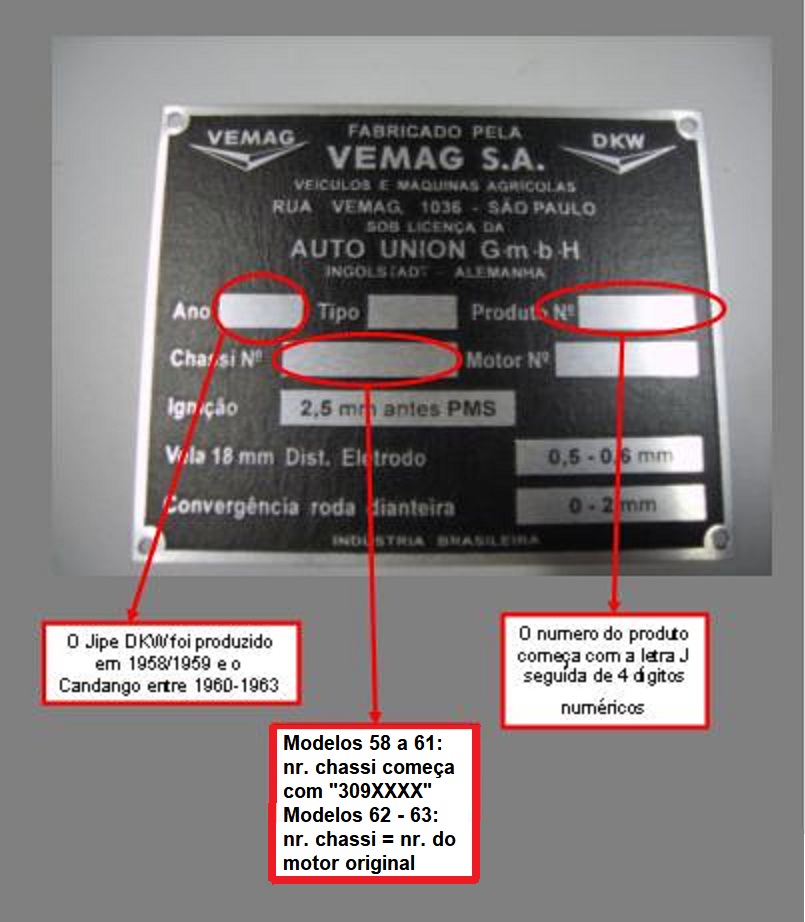 VEMAG
FABRICADO PELA
DKW
VEMAG S.A.
VEICULOS E MAQUINAS AGRICOLAS
RUA VEMAG, 1036 - SÃO PAULO
SOB LICENÇA DA
AUTO UNION G·m·b·H
INGOLSTADT - ALEMANHA
Ano Tipo Produto Nº
Chassi Nº Motor Nº
Ignição 2,5 mm antes PMS
Vela 18 mm Dist. Eletrodo 0,5 - 0,6 mm
Convergência roda dianteira 0 - 2 mm
INDUSTRIA BRASILEIRA
O Jipe DKW foi produzido
em 1958/1959 e o
Candango entre 1960-1963
O numero do produto
começa com a letra J
seguida de 4 dígitos
numéricos
Modelos 58 a 61:
nr. chassi começa
com "309XXXX"
Modelos 62 - 63:
nr. chassi = nr. do
motor original